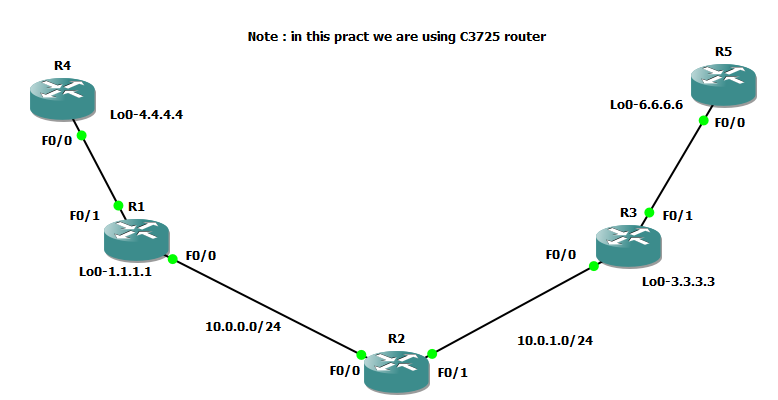 Note : in this pract we are using C3725 router
R4
R5
Lo0-4.4.4.4
Lo0-6.6.6.6
F0/0
F0/0
F0/1
R1
R3
F0/1
F0/0
F0/0
Lo0-1.1.1.1
Lo0-3.3.3.3
10.0.0.0/24
10.0.1.0/24
R2
F0/0
F0/1